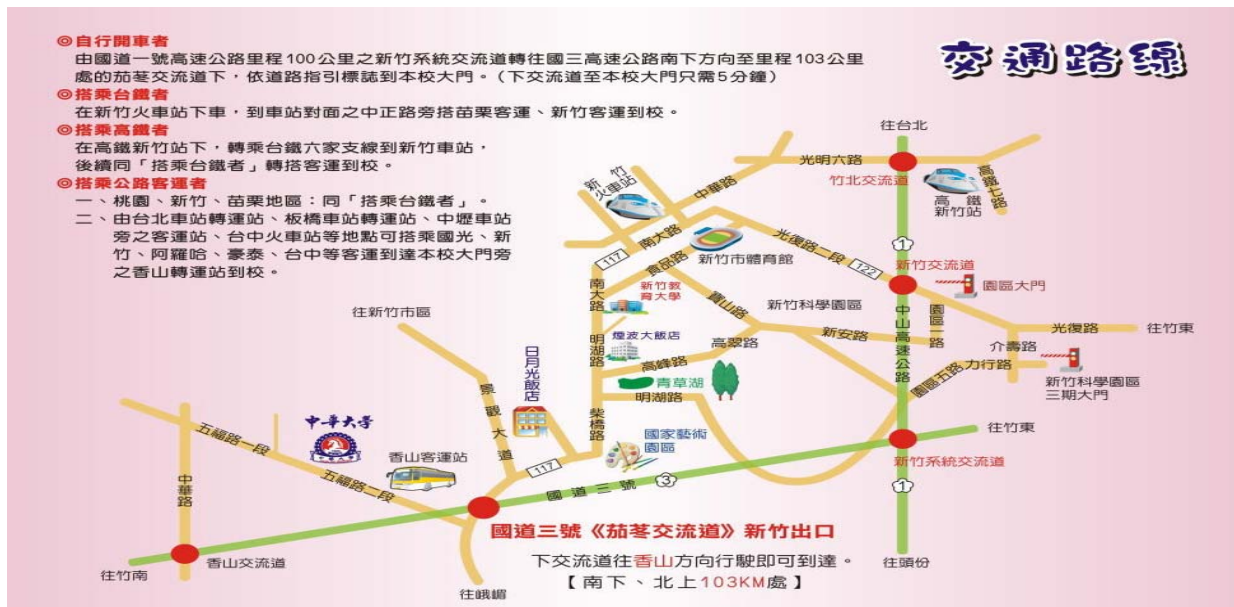 交通路線
◎自行開車者
由國道一號高速公路里程100公里之新竹系統交流道轉往國三高速公路南下方向至里程103公里
處的茄苳交流道下,依道路指引標誌到本校大門。(下交流道至本校大門只需5分鐘)
◎搭乘台鐵者
在新竹火車站下車,到車站對面之中正路旁搭苗栗客運、新竹客運到校。
◎搭乘高鐵者
在高鐵新竹站下,轉乘台鐵六家支線到新竹車站,
後續同「搭乘台鐵者」轉搭客運到校。
◎搭乘公路客運者
一、桃園、新竹、苗栗地區:同「搭乘台鐵者」。
二、由台北車站轉運站、板橋車站轉運站、中壢車站
旁之客運站、台中火車站等地點可搭乘國光、新
竹、阿羅哈、豪泰、台中等客運到達本校大門旁
之香山轉運站到校。
往台北
光明六路
竹北交流道
高鐵七路
高鐵
新竹站
新竹
火車站
中華路
南大路
117
食品路
新竹市體育館
光復路二段
122
1
新竹交流道
園區大門
南大路
新竹教
育大學
寶山路
新竹科學園區
中山高速公路
園區一路
新安路
光復路
往竹東
介壽路
往新竹市區
明湖路
煙波大飯店
高翠路
高峰路
園區五路
力行路
新竹科學園區
三期大門
日月光飯店
青草湖
明湖路
景觀大道
柴橋路
國家藝術
園區
往竹東
新竹系統交流道
中華大學
五福路一段
香山客運站
五福路二段
117
國道三號
3
1
中華路
國道三號《茄苳交流道》新竹出口
香山交流道
往竹南
下交流道往香山方向行駛即可到達。
往頭份
【南下、北上103KM處】
往峨嵋